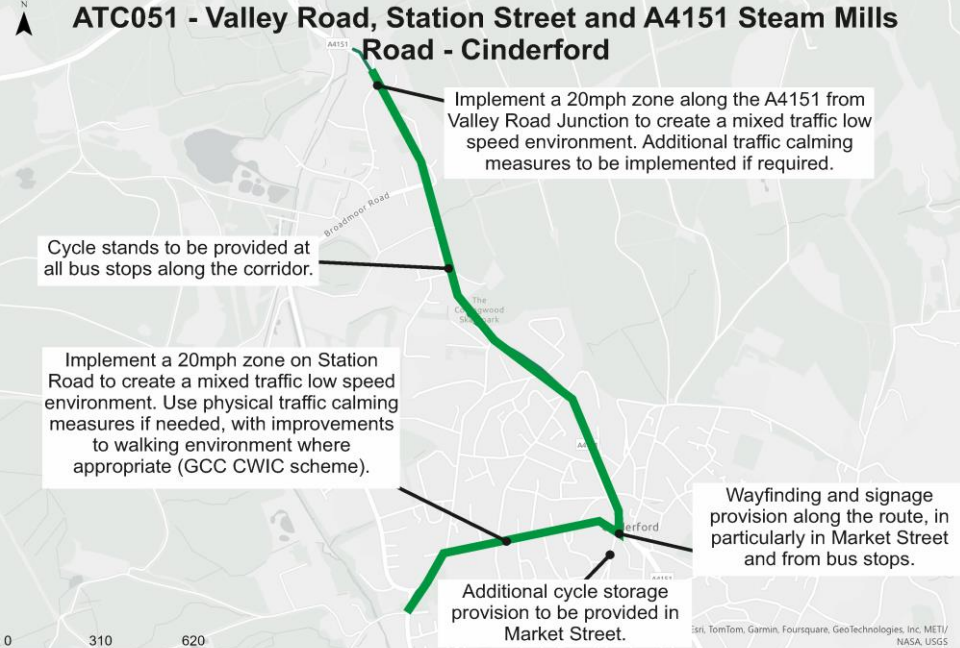 N
ATC051 - Valley Road, Station Street and A4151 Steam Mills
Road - Cinderford
A4151
Implement a 20mph zone along the A4151 from
Valley Road Junction to create a mixed traffic low
speed environment. Additional traffic calming
measures to be implemented if required.
Broadmoor Road
Cycle stands to be provided at
all bus stops along the corridor.
The
Implement a 20mph zone on Station
Road to create a mixed traffic low speed
environment. Use physical traffic calming
measures if needed, with improvements
to walking environment where
appropriate (GCC CWIC scheme).
Wayfinding and signage
provision along the route, in
particularly in Market Street
and from bus stops.
derford
Additional cycle storage
provision to be provided in
Market Street.
0 310 620
Esri, TomTom, Garmin, Foursquare, GeoTechnologies, Inc, METI/
NASA, USGS